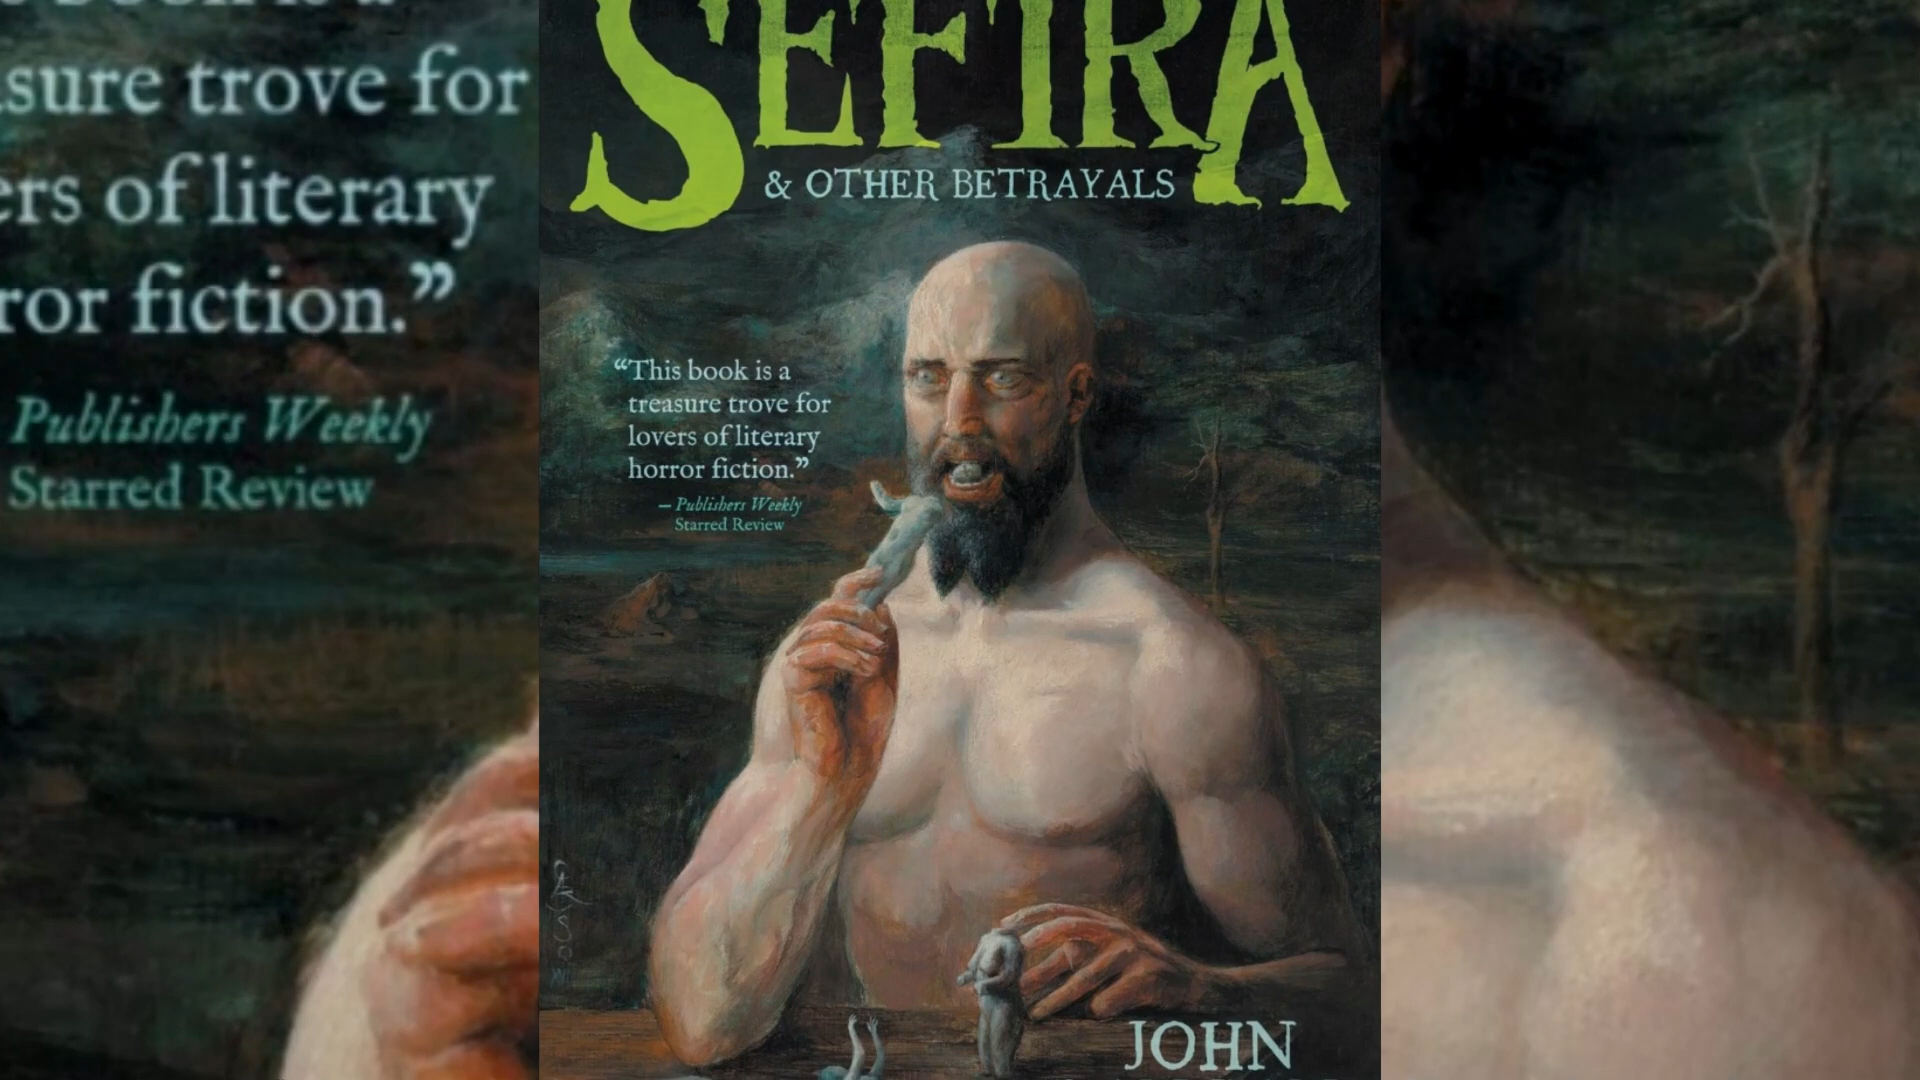 SEFIRA
& OTHER BETRAYALS
“This book is a
treasure trove for
lovers of literary
horror fiction.”
– Publishers Weekly
Starred Review
JOHN
asure trove for
ers of literary
ror fiction.”
Publishers Weekly
Starred Review